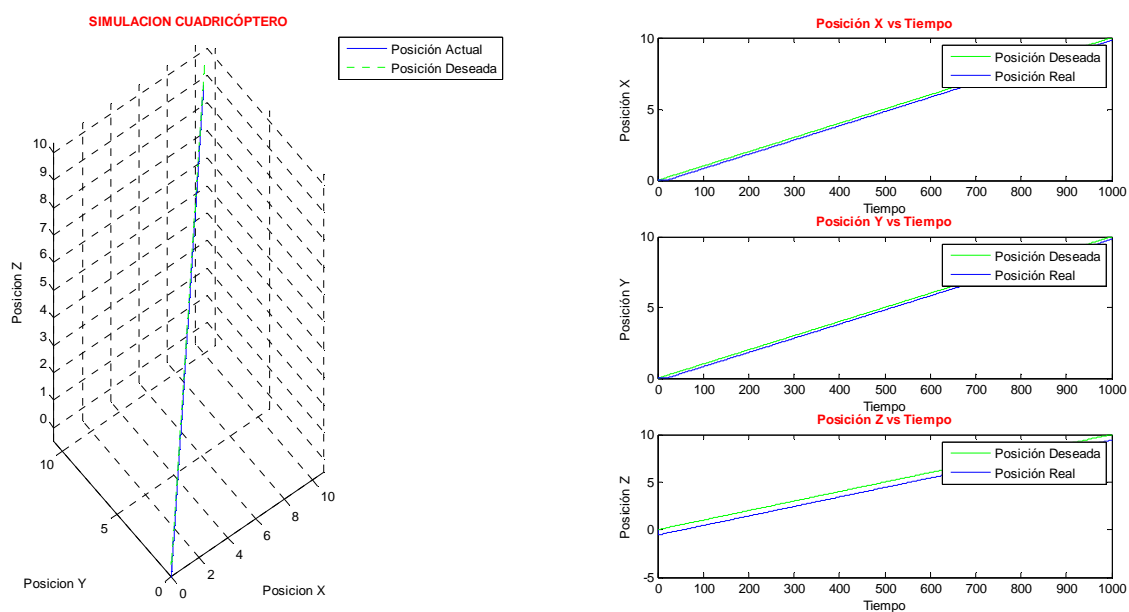 SIMULACION CUADRICÓPTERO
Posición Actual
Posición Deseada
10
9
8
7
6
5
4
3
2
1
0
Posicion Z
10
5
0
Posicion Y
0
2
4
6
8
10
Posicion X
Posición X vs Tiempo
Posición Deseada
Posición Real
10
5
0
Posición X
0 100 200 300 400 500 600 700 800 900 1000
Tiempo
Posición Y vs Tiempo
Posición Deseada
Posición Real
10
5
0
Posición Y
0 100 200 300 400 500 600 700 800 900 1000
Tiempo
Posición Z vs Tiempo
Posición Deseada
Posición Real
10
5
0
-5
Posición Z
0 100 200 300 400 500 600 700 800 900 1000
Tiempo